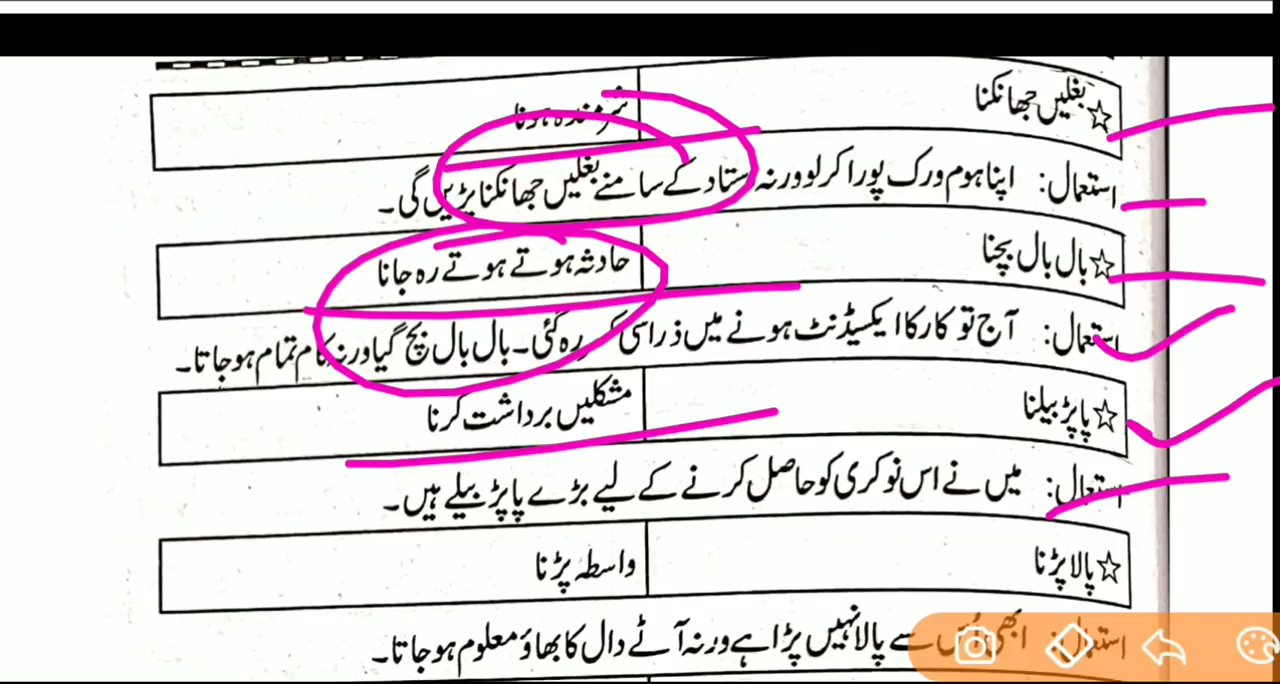 ☆ بغلیں جھانکنا شرمندہ ہونا
استعمال: اپنا ہوم ورک پورا کر لو ورنہ استاد کے سامنے بغلیں جھانکنا پڑیں گی۔
☆ بال بال بچنا حادثہ ہوتے ہوتے رہ جانا
استعمال: آج تو کار کا ایکسیڈنٹ ہونے میں ذرا سی کسر رہ گئی۔ بال بال بچ گیا ورنہ کام تمام ہو جاتا۔
☆ پاپڑ بیلنا مشکلیں برداشت کرنا
استعمال: میں نے اس نوکری کو حاصل کرنے کے لیے بڑے پاپڑ بیلے ہیں۔
☆ پالا پڑنا واسطہ پڑنا
استعمال: ابھی سے پالا نہیں پڑا ہے ورنہ آٹے دال کا بھاؤ معلوم ہو جاتا۔